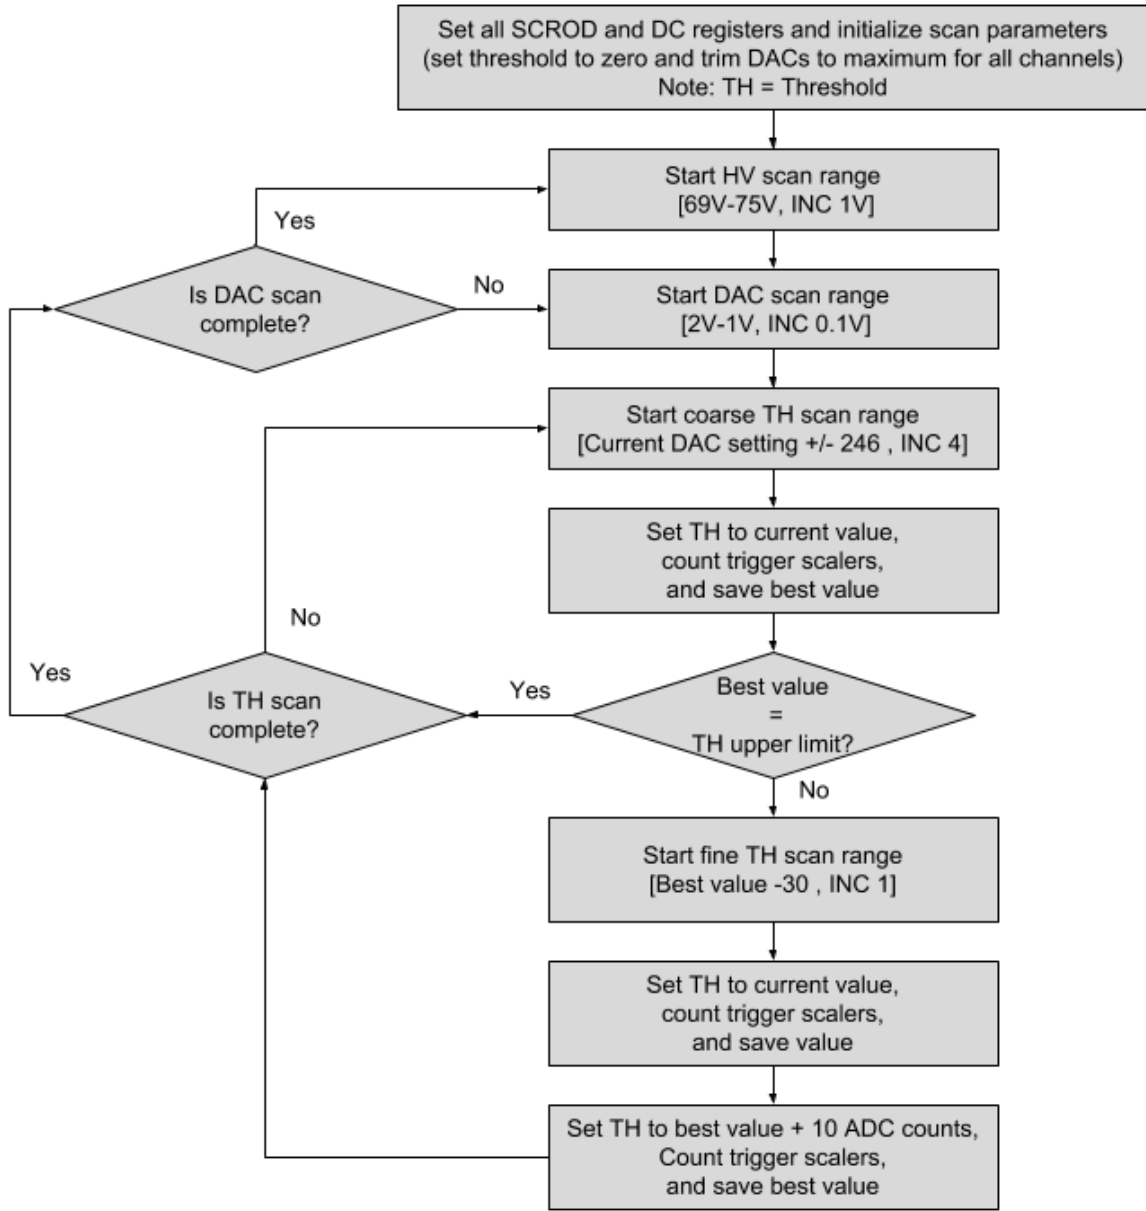 Set all SCROD and DC registers and initialize scan parameters
(set threshold to zero and trim DACs to maximum for all channels)
Note: TH = Threshold
Start HV scan range
[69V-75V, INC 1V]
Yes
Is DAC scan
complete?
No
Start DAC scan range
[2V-1V, INC 0.1V]
Start coarse TH scan range
[Current DAC setting +/- 246 , INC 4]
Set TH to current value,
count trigger scalers,
and save best value
No
Yes
Is TH scan
complete?
Yes
Best value
=
TH upper limit?
No
Start fine TH scan range
[Best value -30 , INC 1]
Set TH to current value,
count trigger scalers,
and save value
Set TH to best value + 10 ADC counts,
Count trigger scalers,
and save best value